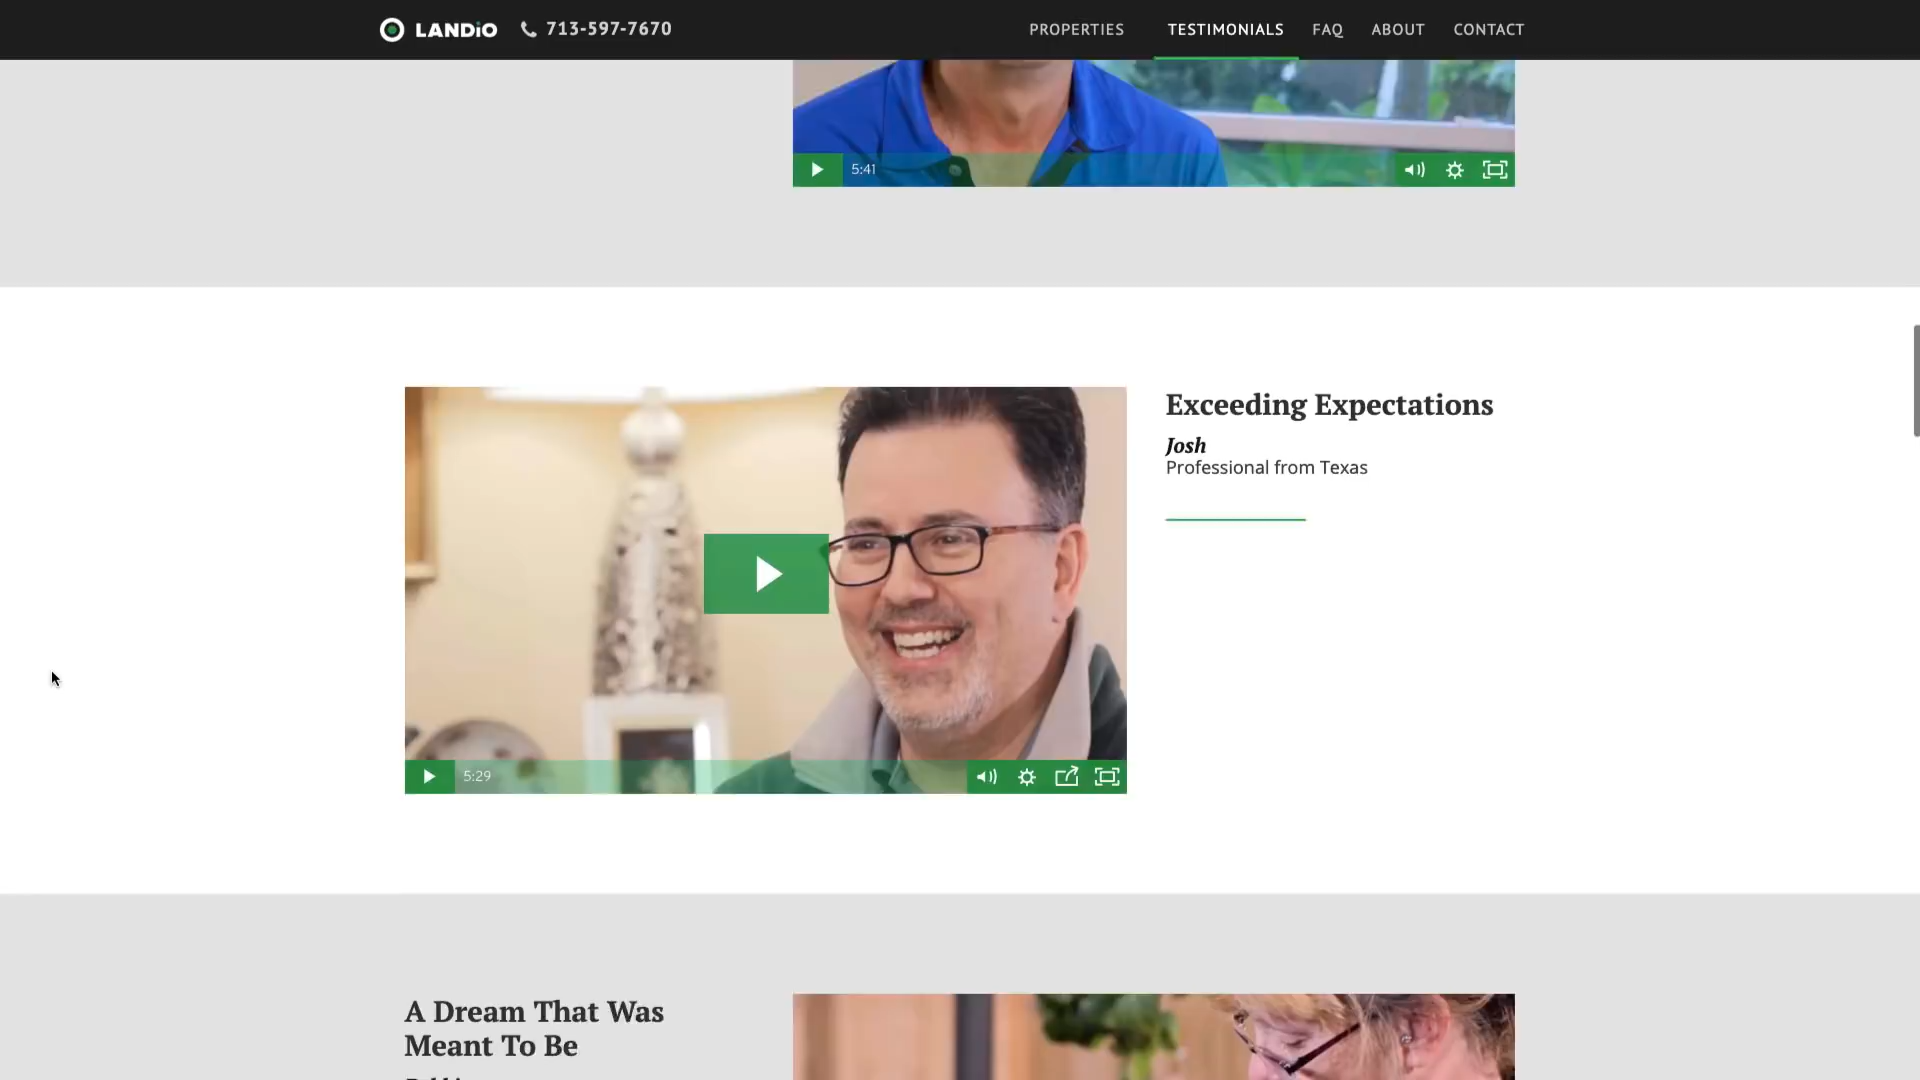 LANDiO 713-597-7670 PROPERTIES TESTIMONIALS FAQ ABOUT CONTACT
5:41
Exceeding Expectations
Josh
Professional from Texas
5:29
A Dream That Was
Meant To Be